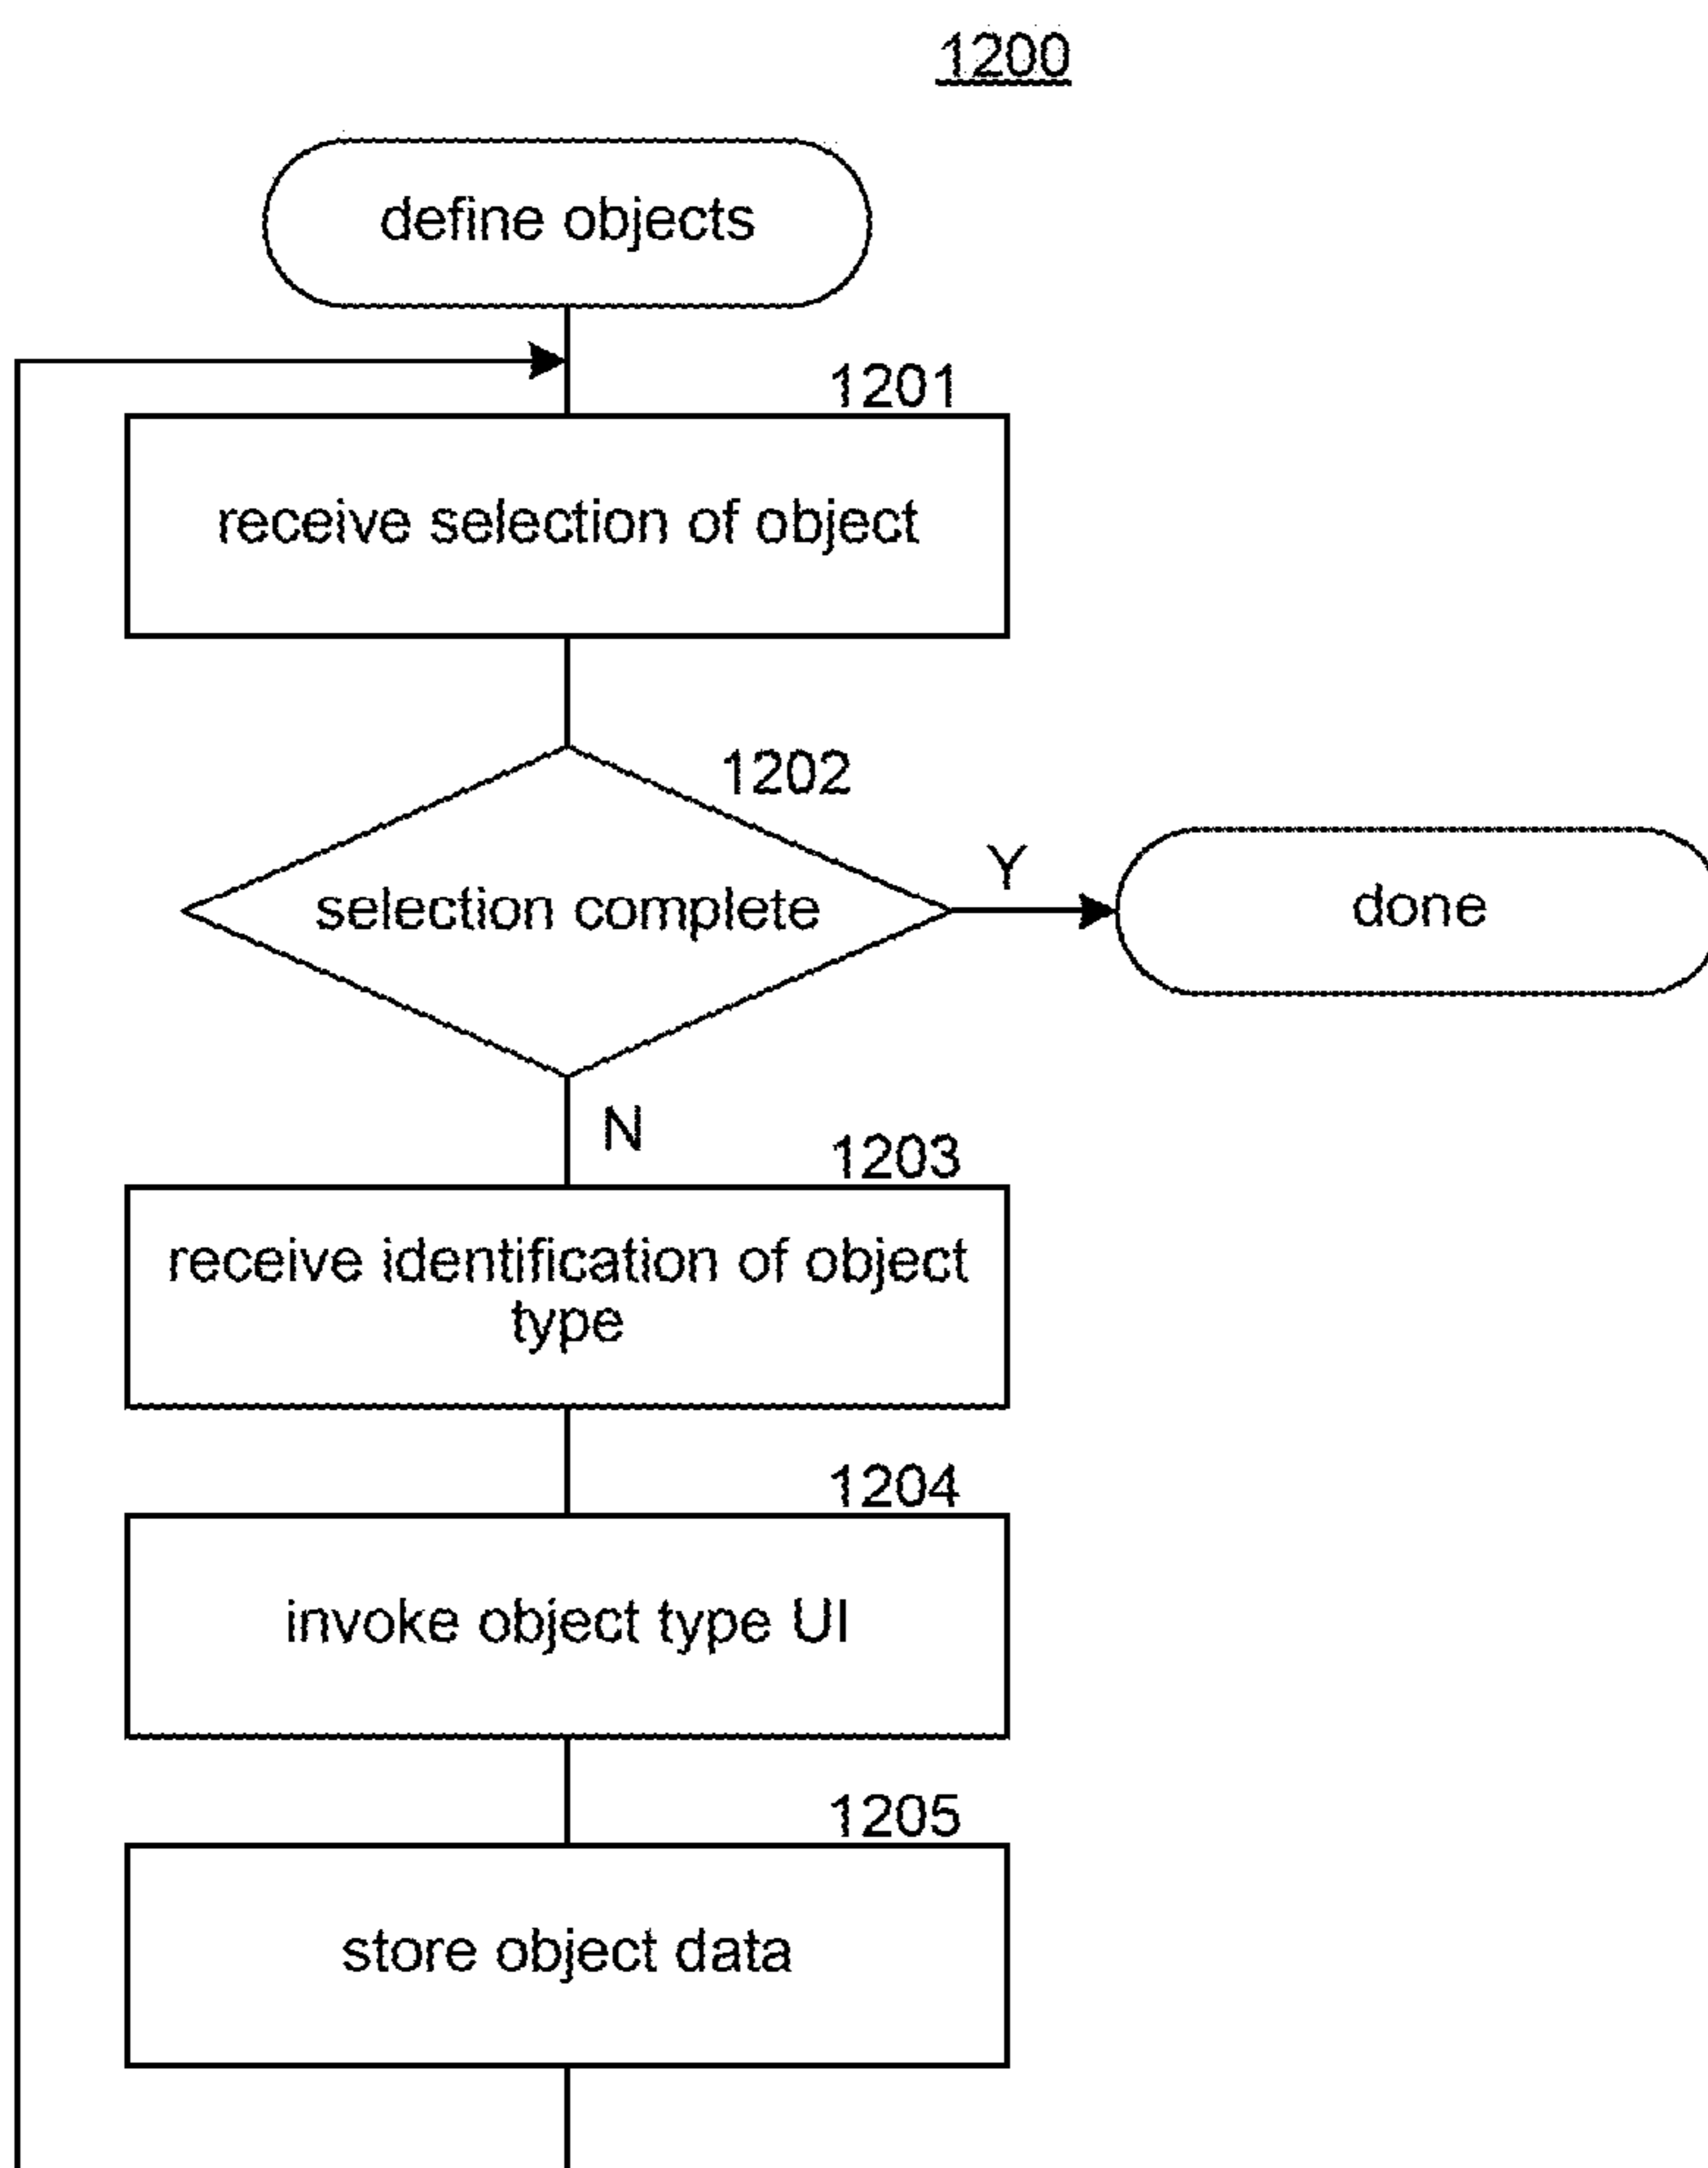 1200
define objects
1201
receive selection of object
1202
selection complete
Y
done
N
1203
receive identification of object
type
1204
invoke object type UI
1205
store object data